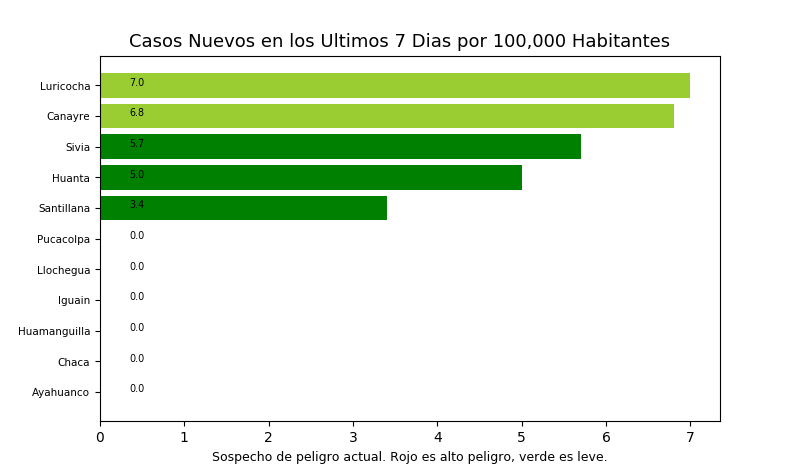 Casos Nuevos en los Ultimos 7 Dias por 100,000 Habitantes
Luricocha 7.0
Canayre 6.8
Sivia 5.7
Huanta 5.0
Santillana 3.4
Pucacolpa 0.0
Llochegua 0.0
Iguain 0.0
Huamanguilla 0.0
Chaca 0.0
Ayahuanco 0.0
0 1 2 3 4 5 6 7
Sospecho de peligro actual. Rojo es alto peligro, verde es leve.